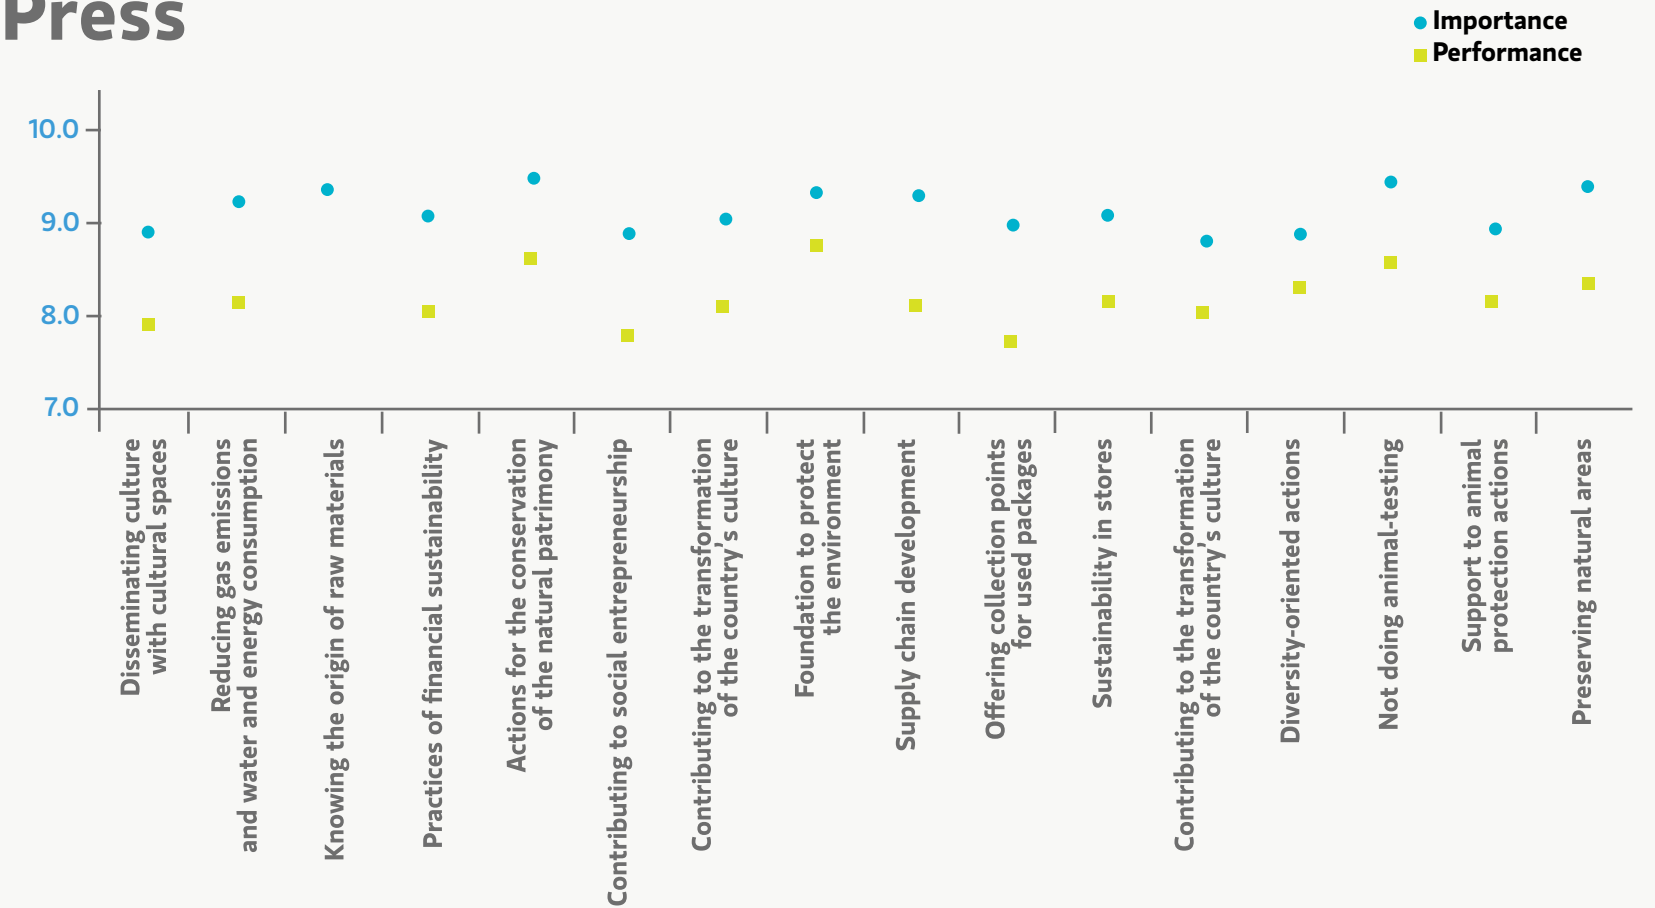 Press
Importance
Performance
10.0
9.0
8.0
7.0
Disseminating culture
with cultural spaces
Reducing gas emissions
and water and energy consumption
Knowing the origin of raw materials
Practices of financial sustainability
Actions for the conservation
of the natural patrimony
Contributing to social entrepreneurship
Contributing to the transformation
of the country's culture
Foundation to protect
the environment
Supply chain development
Offering collection points
for used packages
Sustainability in stores
Contributing to the transformation
of the country's culture
Diversity-oriented actions
Not doing animal-testing
Support to animal
protection actions
Preserving natural areas